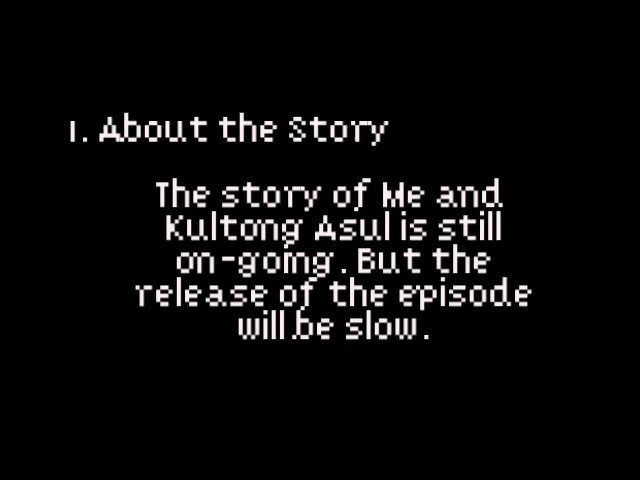 1. About the Story
The story of Me and
Kultong Asul is still
on-going. But the
release of the episode
will be slow.